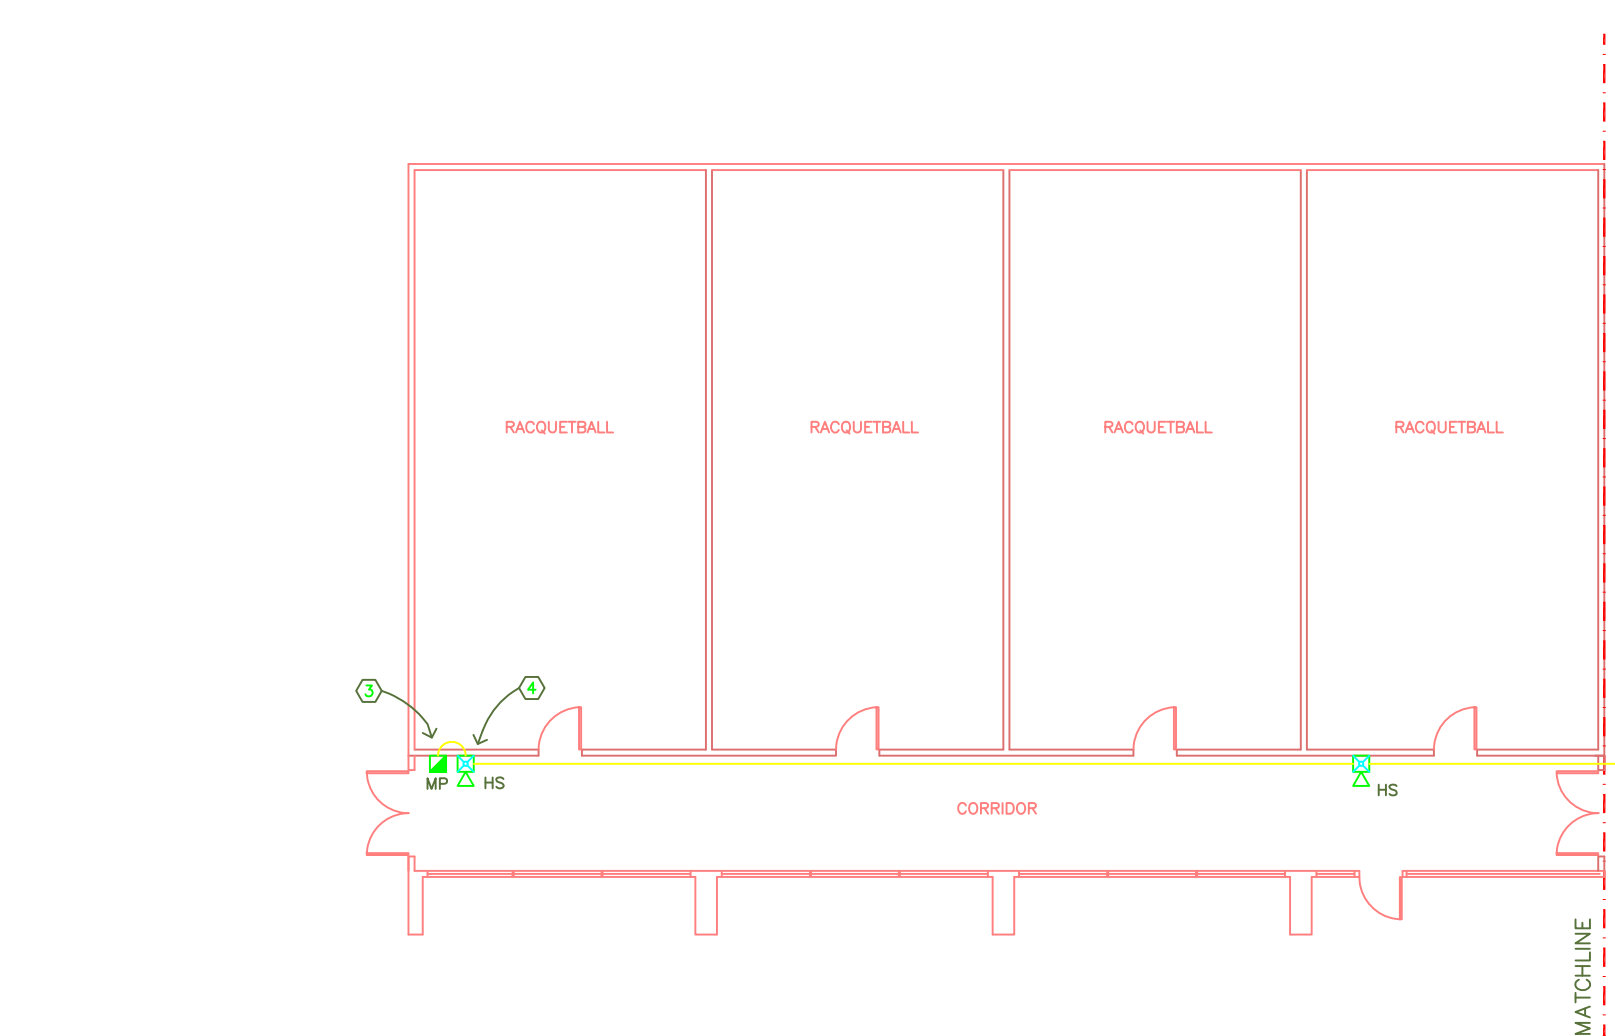 RACQUETBALL
RACQUETBALL
RACQUETBALL
RACQUETBALL
3
4
MP
HS
HS
CORRIDOR
MATCHLINE